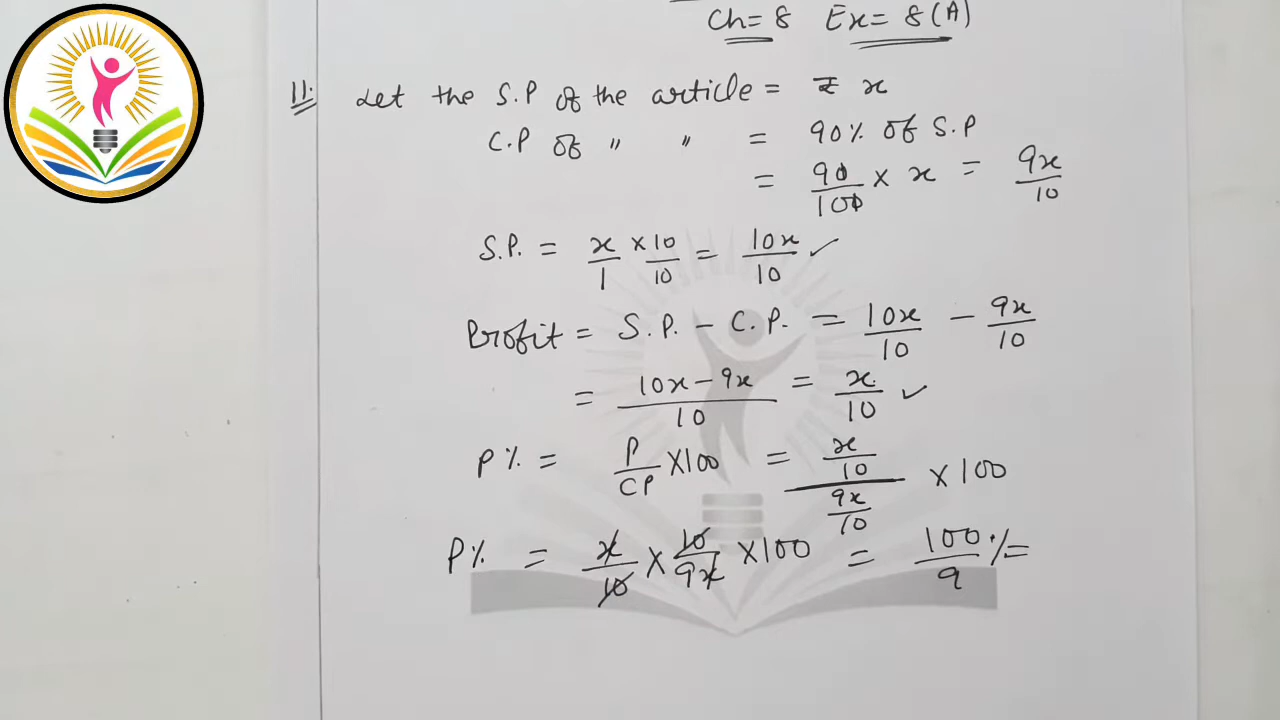 Ch= 8 Ex= 8(A)
11. Let the S.P of the article = ₹ x
C.P of " " = 90% of S.P
= 90/100 × x = 9x/10
S.P. = x/1 × 10/10 = 10x/10 ✓
Profit = S.P. - C.P. = 10x/10 - 9x/10
= 10x - 9x/10 = x/10 ✓
P% = P/CP ×100 = x/10 / 9x/10 × 100
P% = x/10 × 10/9x ×100 = 100/9 % =